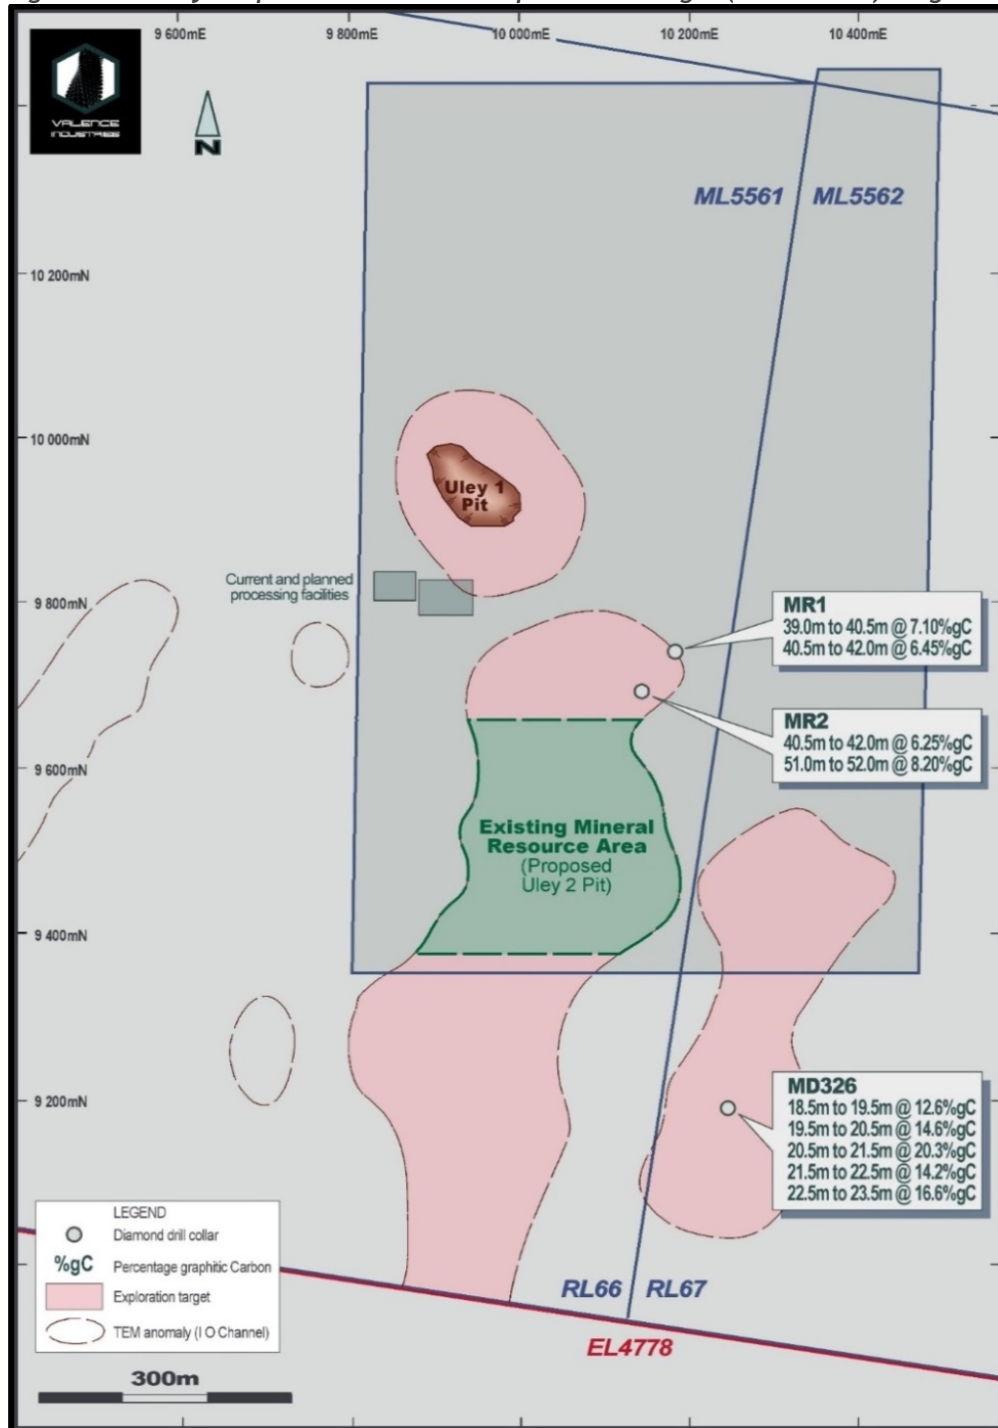 9 600mE
9 800mE
10 000mE
10 200mE
10 400mE
VALENCE
INDUSTRIES
N
ML5561
ML5562
10 200mN
10 000mN
Uley 1
Pit
Current and planned
processing facilities
9 800mN
MR1
39.0m to 40.5m @ 7.10%gC
40.5m to 42.0m @ 6.45%gC
MR2
40.5m to 42.0m @ 6.25%gC
51.0m to 52.0m @ 8.20%gC
9 600mN
Existing Mineral
Resource Area
(Proposed
Uley 2 Pit)
9 400mN
9 200mN
MD326
18.5m to 19.5m @ 12.6%gC
19.5m to 20.5m @ 14.6%gC
20.5m to 21.5m @ 20.3%gC
21.5m to 22.5m @ 14.2%gC
22.5m to 23.5m @ 16.6%gC
LEGEND
Diamond drill collar
%gC Percentage graphitic Carbon
Exploration target
TEM anomaly (I O Channel)
RL66
RL67
EL4778
300m